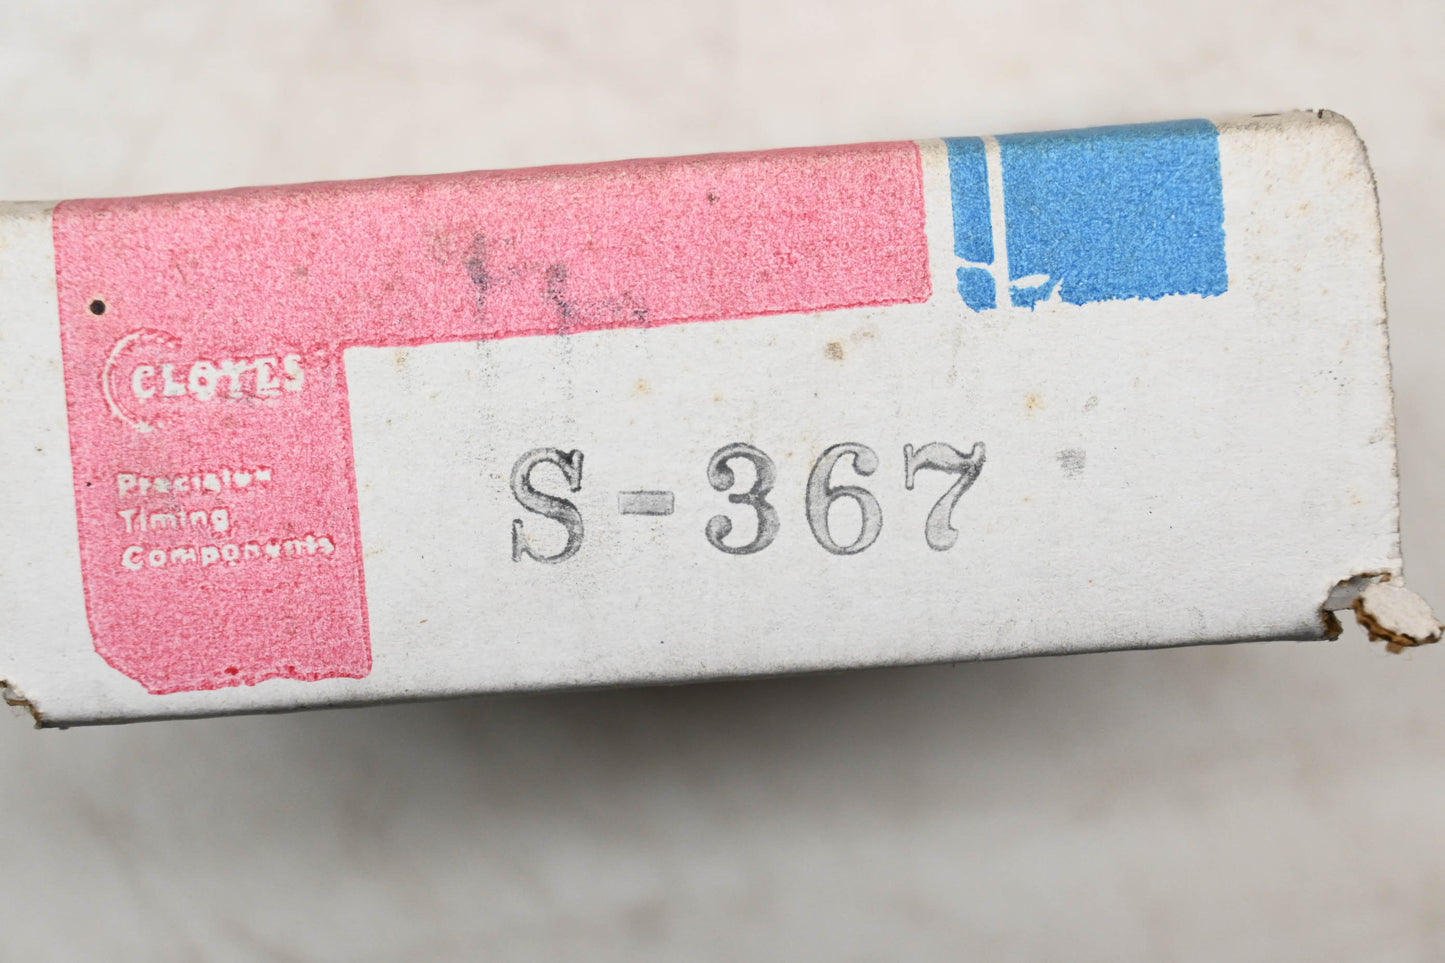 CLOYES
Precision
Timing
Components
S-367